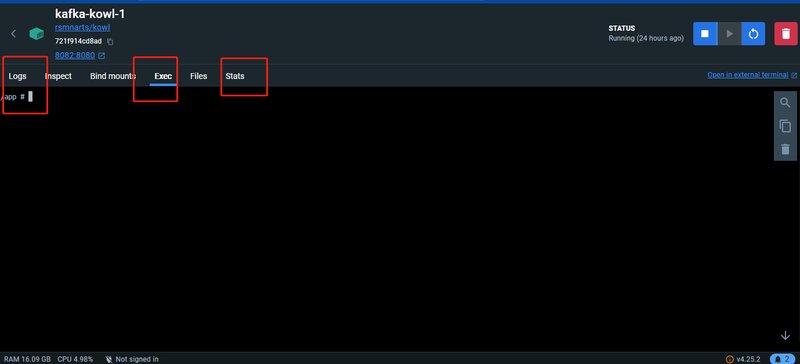 kafka-kowl-1
rsmnarts/kowl
721f914cd8ad
8082:8080
STATUS
Running (24 hours ago)
Logs Inspect Bind mounts Exec Files Stats
Open in external terminal
/app #
RAM 16.09 GB CPU 4.98% Not signed in
v4.25.2
2